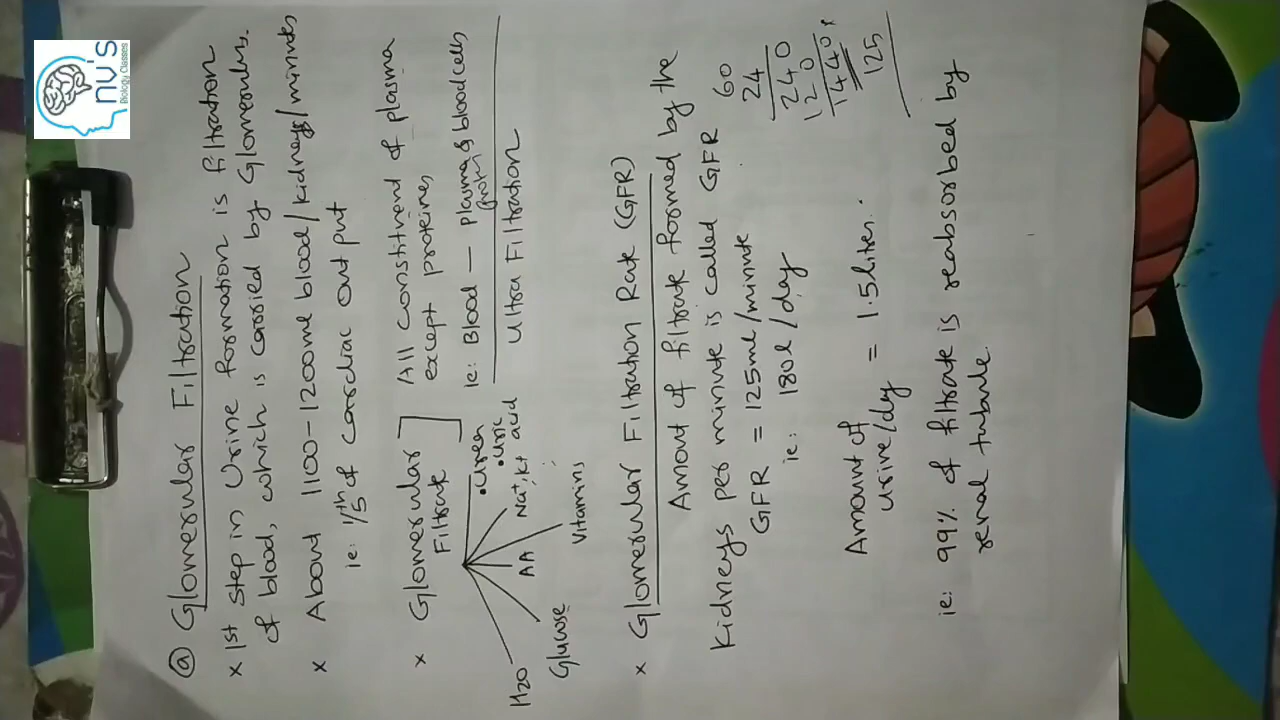 nv's
Biology Classes
(a) Glomerular Filtration
x 1st step in Urine formation is filtration
of blood, which is carried by Glomerulus.
x About 1100-1200ml blood/kidneys/minutes
ie: 1/5th of cardiac out put
x Glomerular
Filtrate
All constitment of plasma
except proteines
ie: Blood — plasma protein & blood cells
Ultra Filtration
H2O
Glucose
AA
Vitamins
Na+, K+
.urea
.uric
acid
x Glomerular Filtration Rate (GFR)
Amount of filtrate formed by the
kidneys per minute is called GFR
GFR = 125ml/minute
ie: 180l/day
60
24
240
120
1440 x
125
Amount of
urine/dy = 1.5 liter.
ie: 99% of filtrate is reabsorbed by
renal tubule.